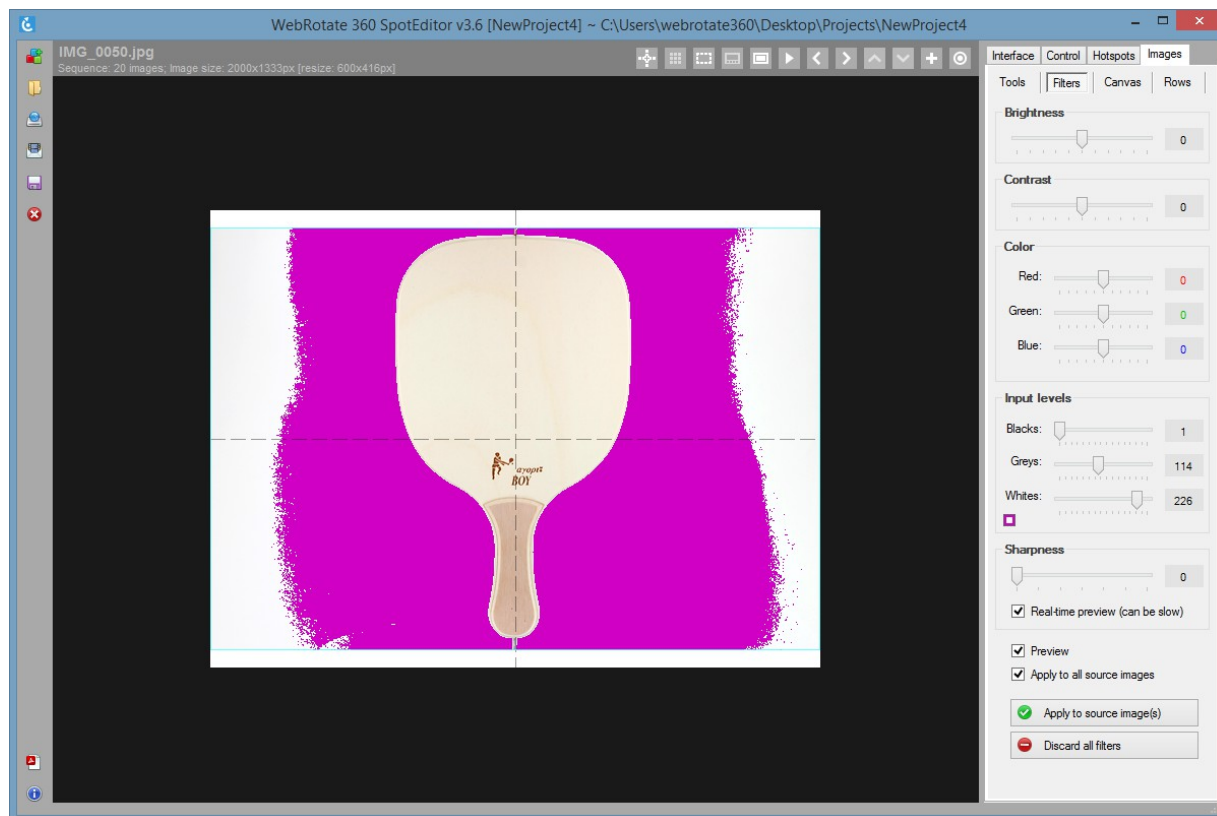 WebRotate 360 SpotEditor v3.6 [NewProject4] ~ C:\Users\webrotate360\Desktop\Projects\NewProject4
IMG_0050.jpg
Sequence: 20 images; Image size: 2000x1333px [resize: 600x416px]
Interface Control Hotspots Images
Tools Filters Canvas Rows
Brightness
0
Contrast
0
Color
Red: 0
Green: 0
Blue: 0
Input levels
Blacks: 1
Greys: 114
Whites: 226
Sharpness
0
Real-time preview (can be slow)
Preview
Apply to all source images
Apply to source image(s)
Discard all filters
BOY